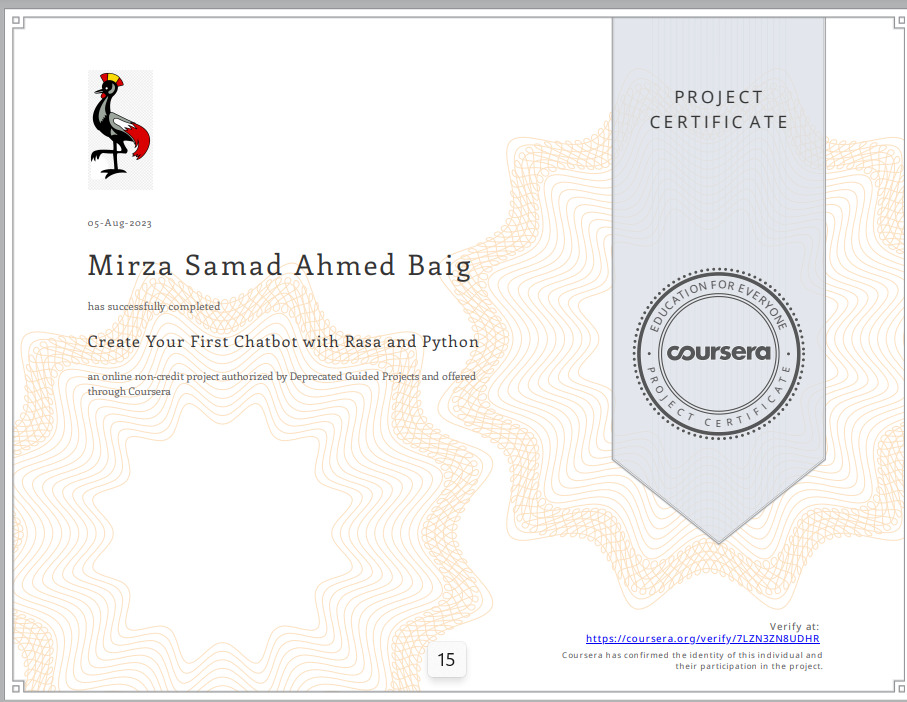 PROJECT
CERTIFICATE
05-Aug-2023
Mirza Samad Ahmed Baig
has successfully completed
Create Your First Chatbot with Rasa and Python
an online non-credit project authorized by Deprecated Guided Projects and offered
through Coursera
EDUCATION FOR EVERYONE
coursera
PROJECT CERTIFICATE
Verify at:
https://coursera.org/verify/7LZN3ZN8UDHR
Coursera has confirmed the identity of this individual and
their participation in the project.
15